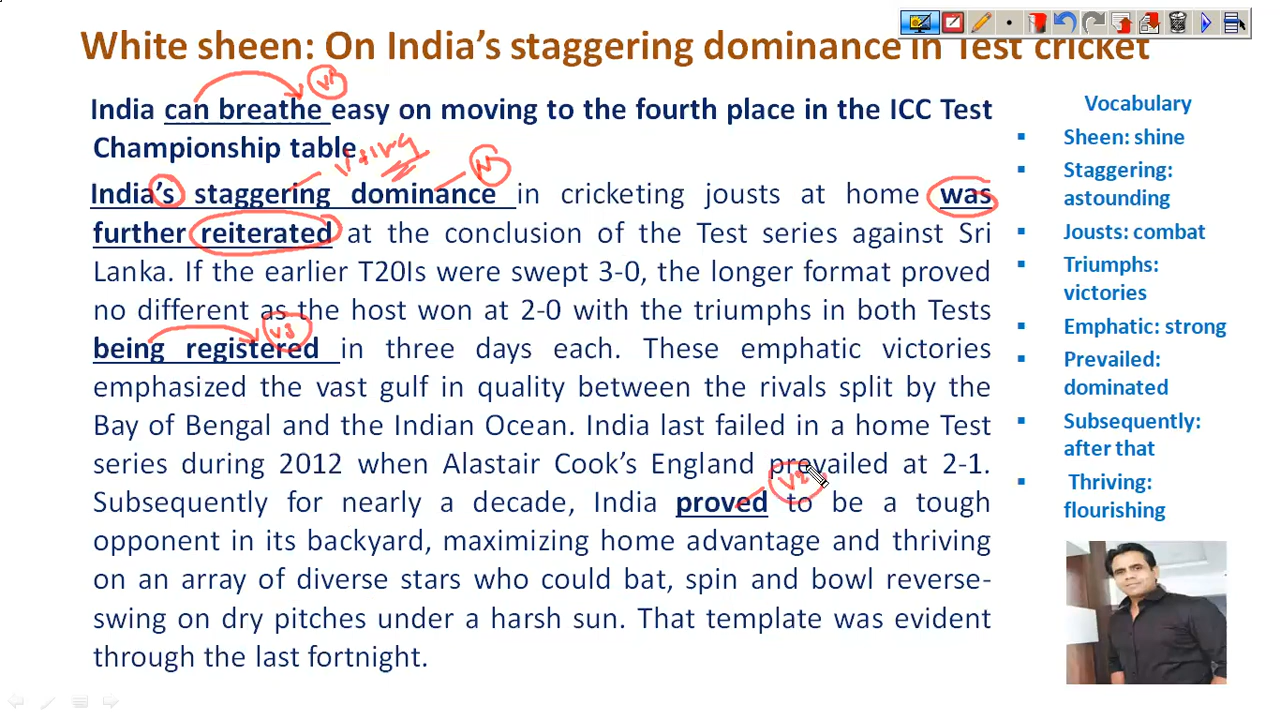 White sheen: On India's staggering dominance in Test cricket
India can breathe easy on moving to the fourth place in the ICC Test
Championship table.
India's staggering dominance in cricketing jousts at home was
further reiterated at the conclusion of the Test series against Sri
Lanka. If the earlier T20Is were swept 3-0, the longer format proved
no different as the host won at 2-0 with the triumphs in both Tests
being registered in three days each. These emphatic victories
emphasized the vast gulf in quality between the rivals split by the
Bay of Bengal and the Indian Ocean. India last failed in a home Test
series during 2012 when Alastair Cook's England prevailed at 2-1.
Subsequently for nearly a decade, India proved to be a tough
opponent in its backyard, maximizing home advantage and thriving
on an array of diverse stars who could bat, spin and bowl reverse-
swing on dry pitches under a harsh sun. That template was evident
through the last fortnight.
V+ing
N
V3
V2
Vocabulary
Sheen: shine
Staggering:
astounding
Jousts: combat
Triumphs:
victories
Emphatic: strong
Prevailed:
dominated
Subsequently:
after that
Thriving:
flourishing